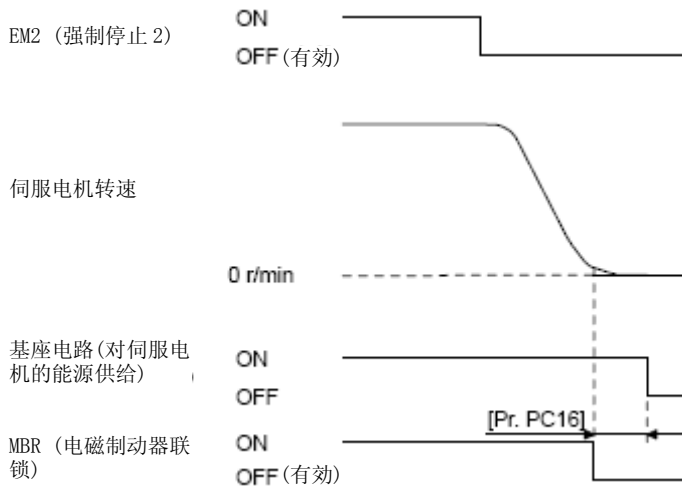 EM2 (强制停止2)
ON
OFF(有効)
伺服电机转速
0 r/min
基座电路(对伺服电
机的能源供给)
ON
OFF
[Pr. PC16]
MBR (电磁制动器联
锁)
ON
OFF(有効)